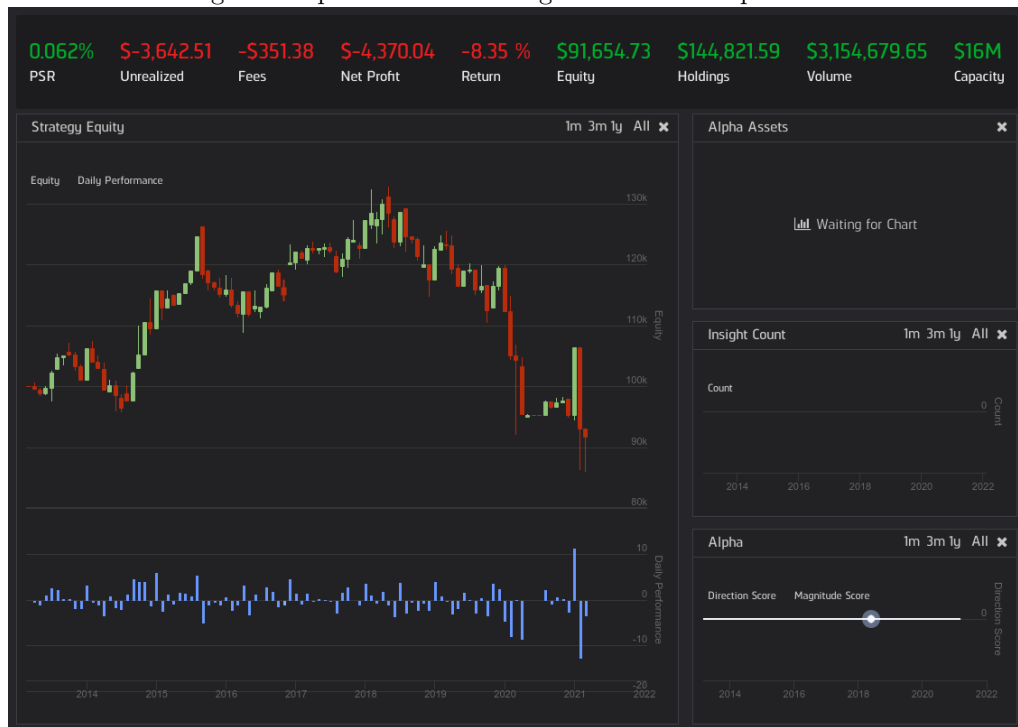 0.062% $-3,642.51 -$351.38 $-4,370.04 -8.35 % $91,654.73 $144,821.59 $3,154,679.65 $16M
PSR Unrealized Fees Net Profit Return Equity Holdings Volume Capacity
Strategy Equity 1m 3m 1y All ✖
Equity Daily Performance
130k
120k
110k
100k
90k
80k
Equity
10
0
-10
-20
Daily Performance
2014 2015 2016 2017 2018 2019 2020 2021 2022
Alpha Assets ✖
Waiting for Chart
Insight Count 1m 3m 1y All ✖
Count
0
Count
2014 2016 2018 2020 2022
Alpha 1m 3m 1y All ✖
Direction Score Magnitude Score
0
Direction Score
2014 2016 2018 2020 2022